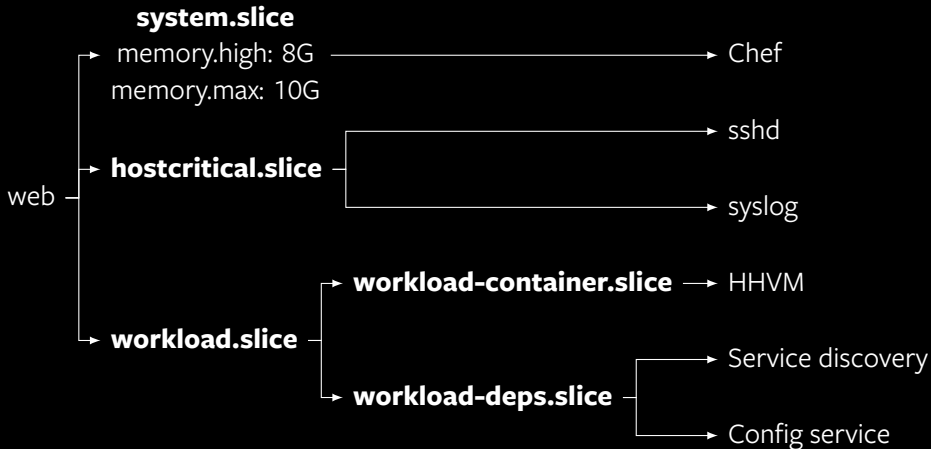 system.slice
memory.high: 8G
memory.max: 10G
Chef
sshd
hostcritical.slice
syslog
web
workload-container.slice
HHVM
workload.slice
Service discovery
workload-deps.slice
Config service